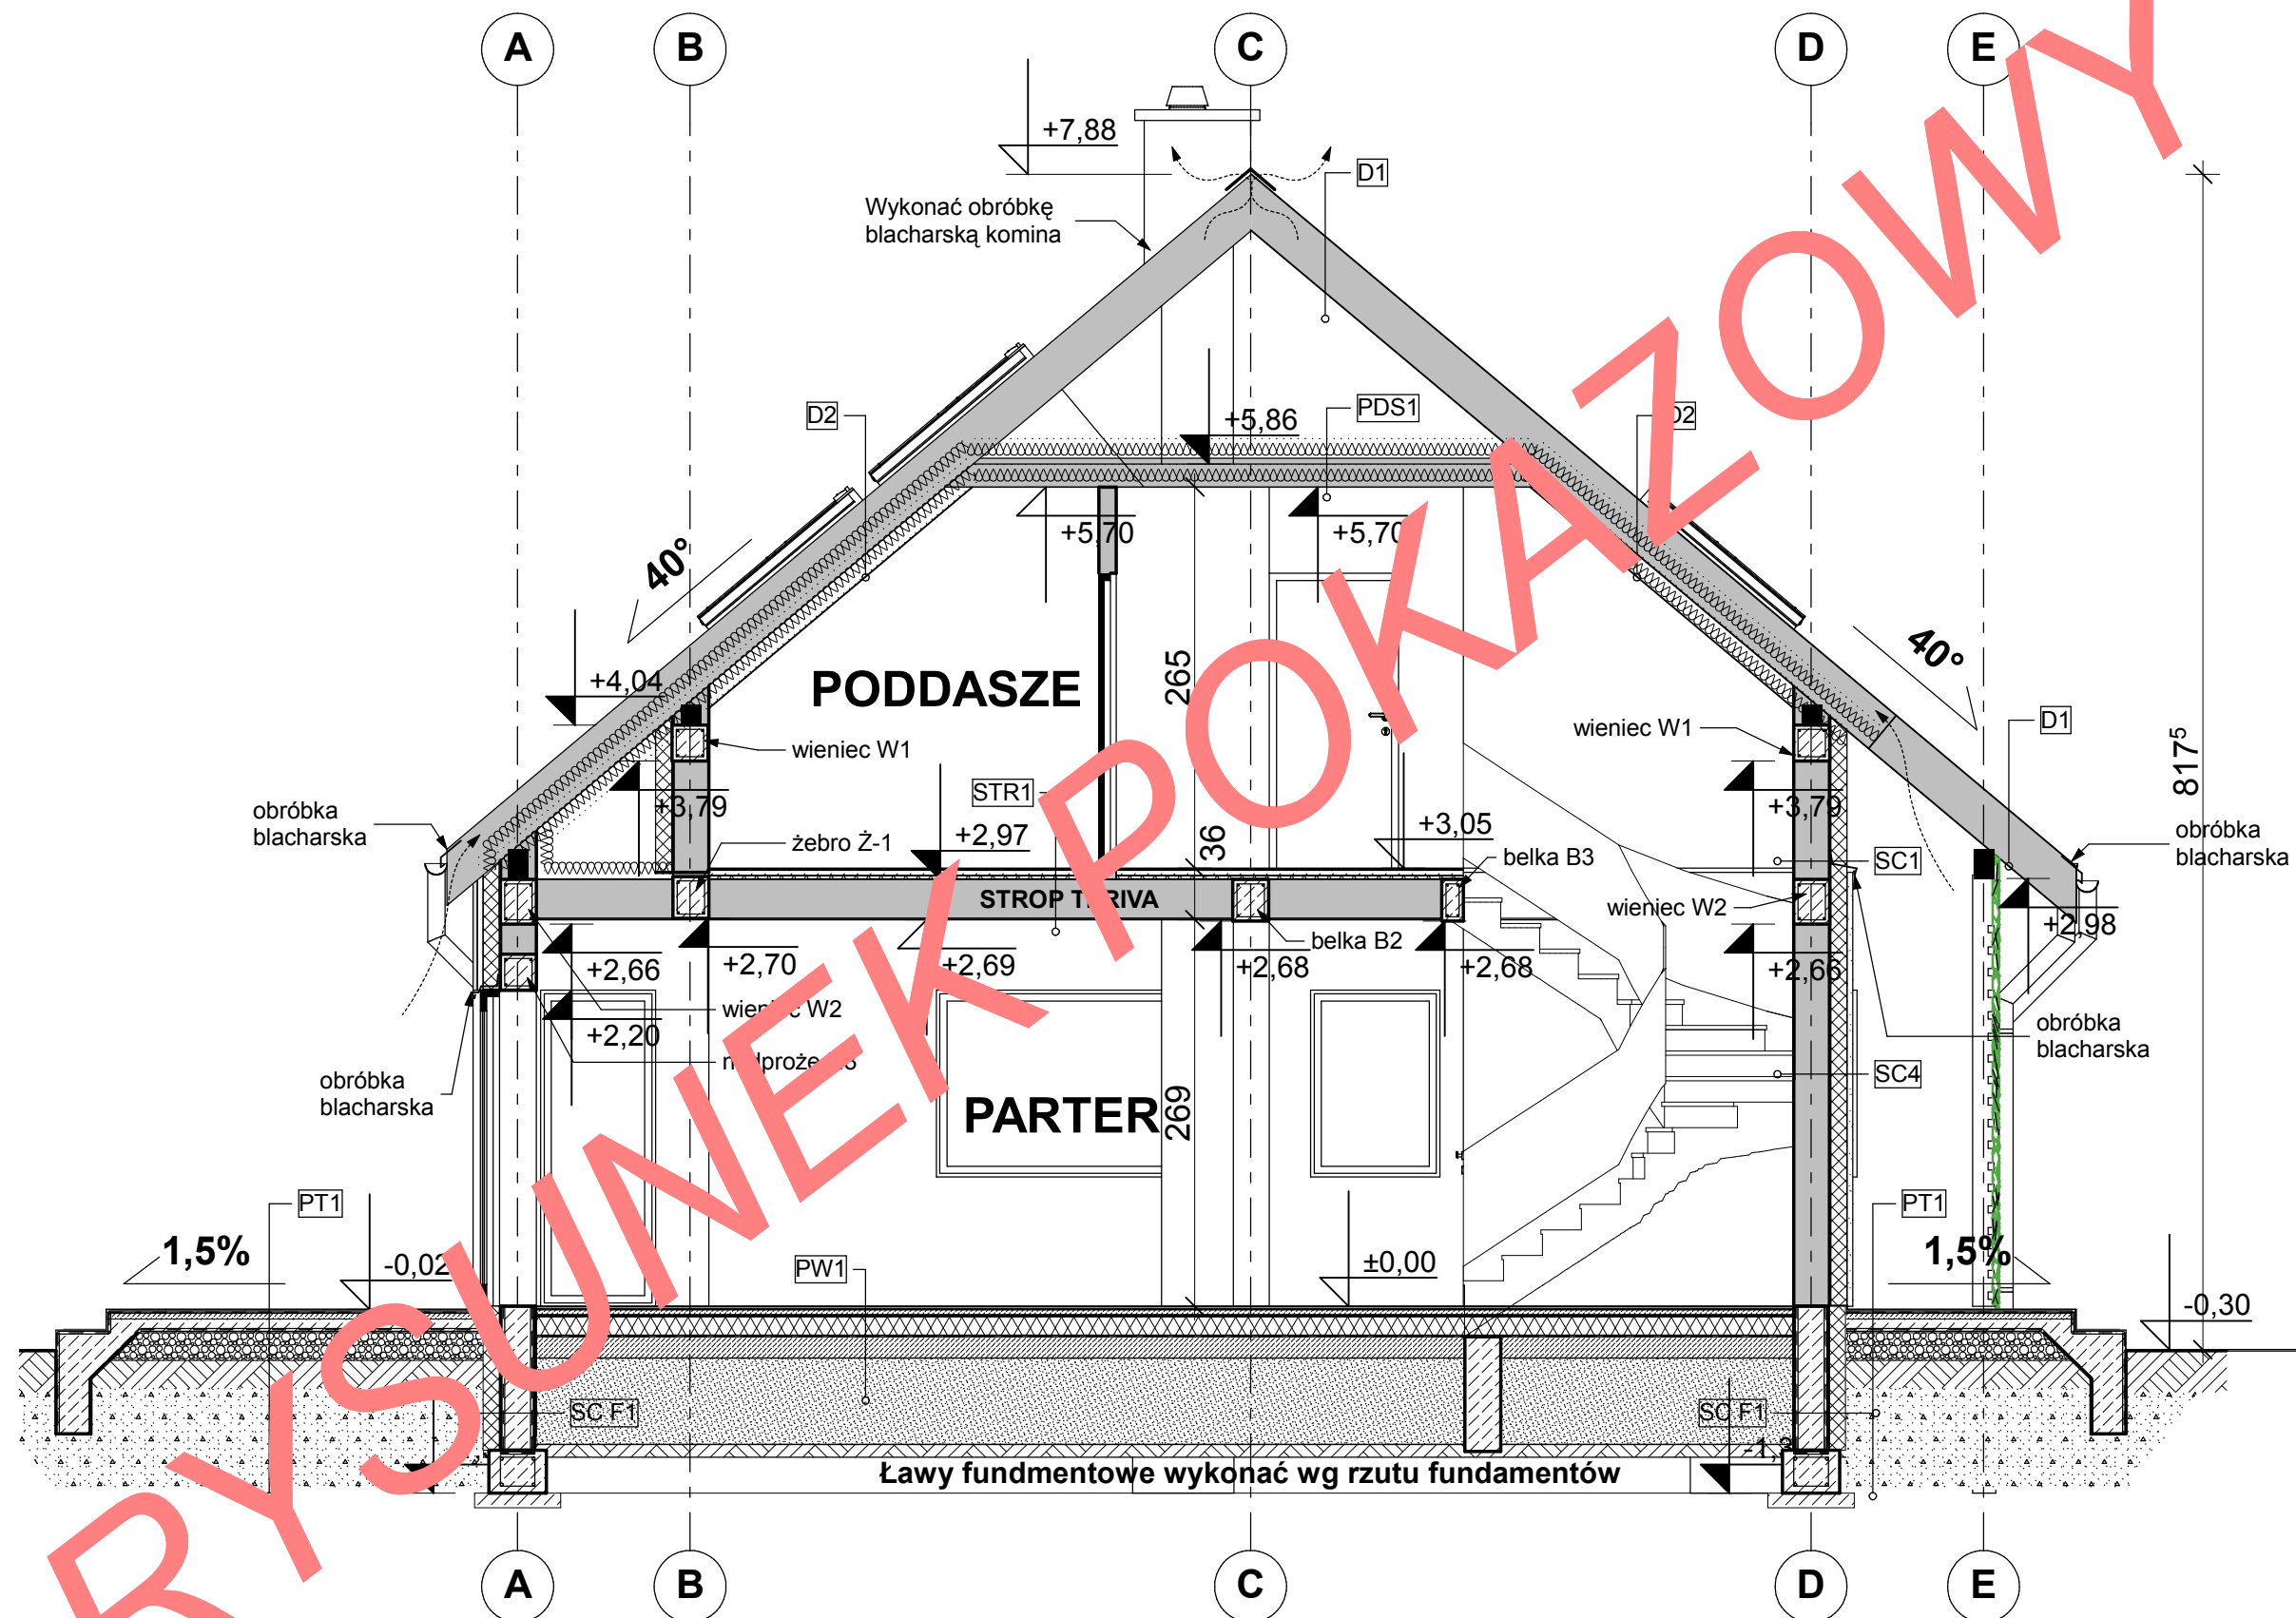 A
B
C
D
E
+7,88
D1
Wykonać obróbkę
blacharską komina
D2
+5,86
PDS1
+5,70
+5,70
40°
40°
+4,04
PODDASZE
265
wieniec W1
wieniec W1
D1
8175
+3,79
STR1
+3,79
obróbka
blacharska
żebro Ż-1
+2,97
36
+3,05
belka B3
SC1
obróbka
blacharska
STROP
wieniec W2
+2,66
+2,70
+2,69
+2,68
belka B2
+2,68
+2,66
+2,98
W2
+2,20
obróbka
blacharska
obróbka
blacharska
SC4
PARTER
269
PT1
PT1
1,5%
1,5%
-0,02
PW1
±0,00
-0,30
SC F1
SC F1
Ławy fundmentowe wykonać wg rzutu fundamentów
A
B
C
D
E
RYSUNEK POKAZOWY